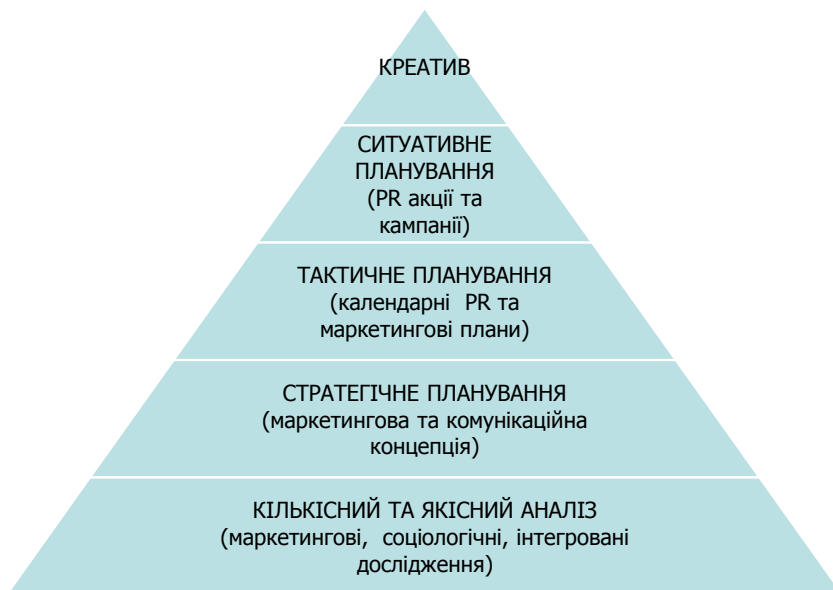 КРЕАТИВ
СИТУАТИВНЕ
ПЛАНУВАННЯ
(PR акції та
кампанії)
ТАКТИЧНЕ ПЛАНУВАННЯ
(календарні PR та
маркетингові плани)
СТРАТЕГІЧНЕ ПЛАНУВАННЯ
(маркетингова та комунікаційна
концепція)
КІЛЬКІСНИЙ ТА ЯКІСНИЙ АНАЛІЗ
(маркетингові, соціологічні, інтегровані
дослідження)